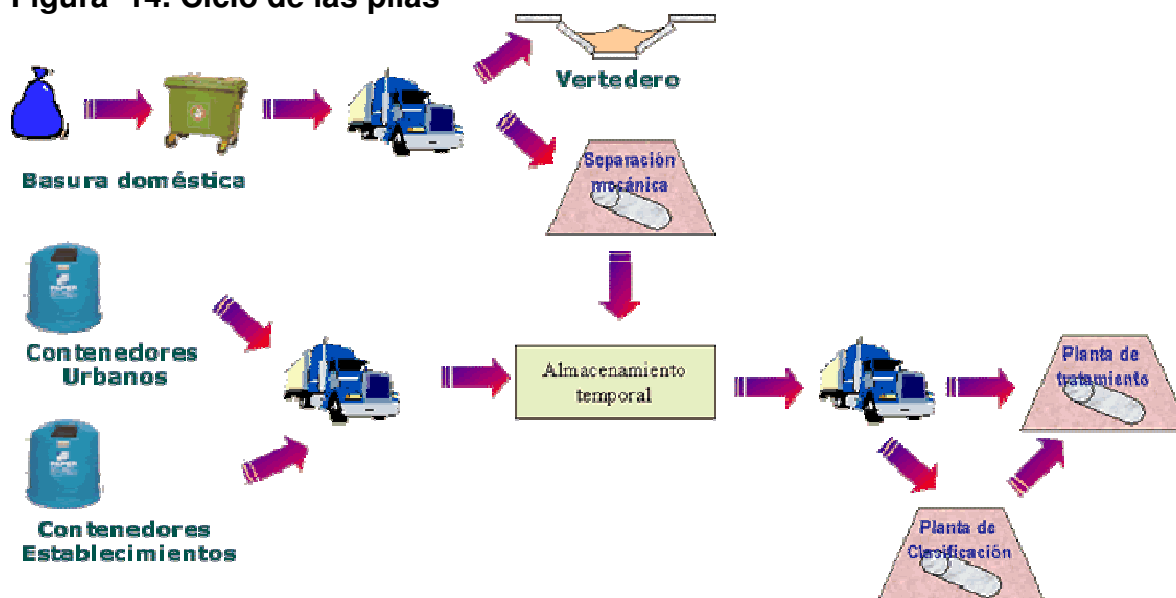 Figura 14. Ciclo de las pilas
Vertedero
Basura doméstica
Separación
mecánica
Contenedores
Urbanos
Almacenamiento
temporal
Planta de
tratamiento
Contenedores
Establecimientos
Planta de
Clasificación